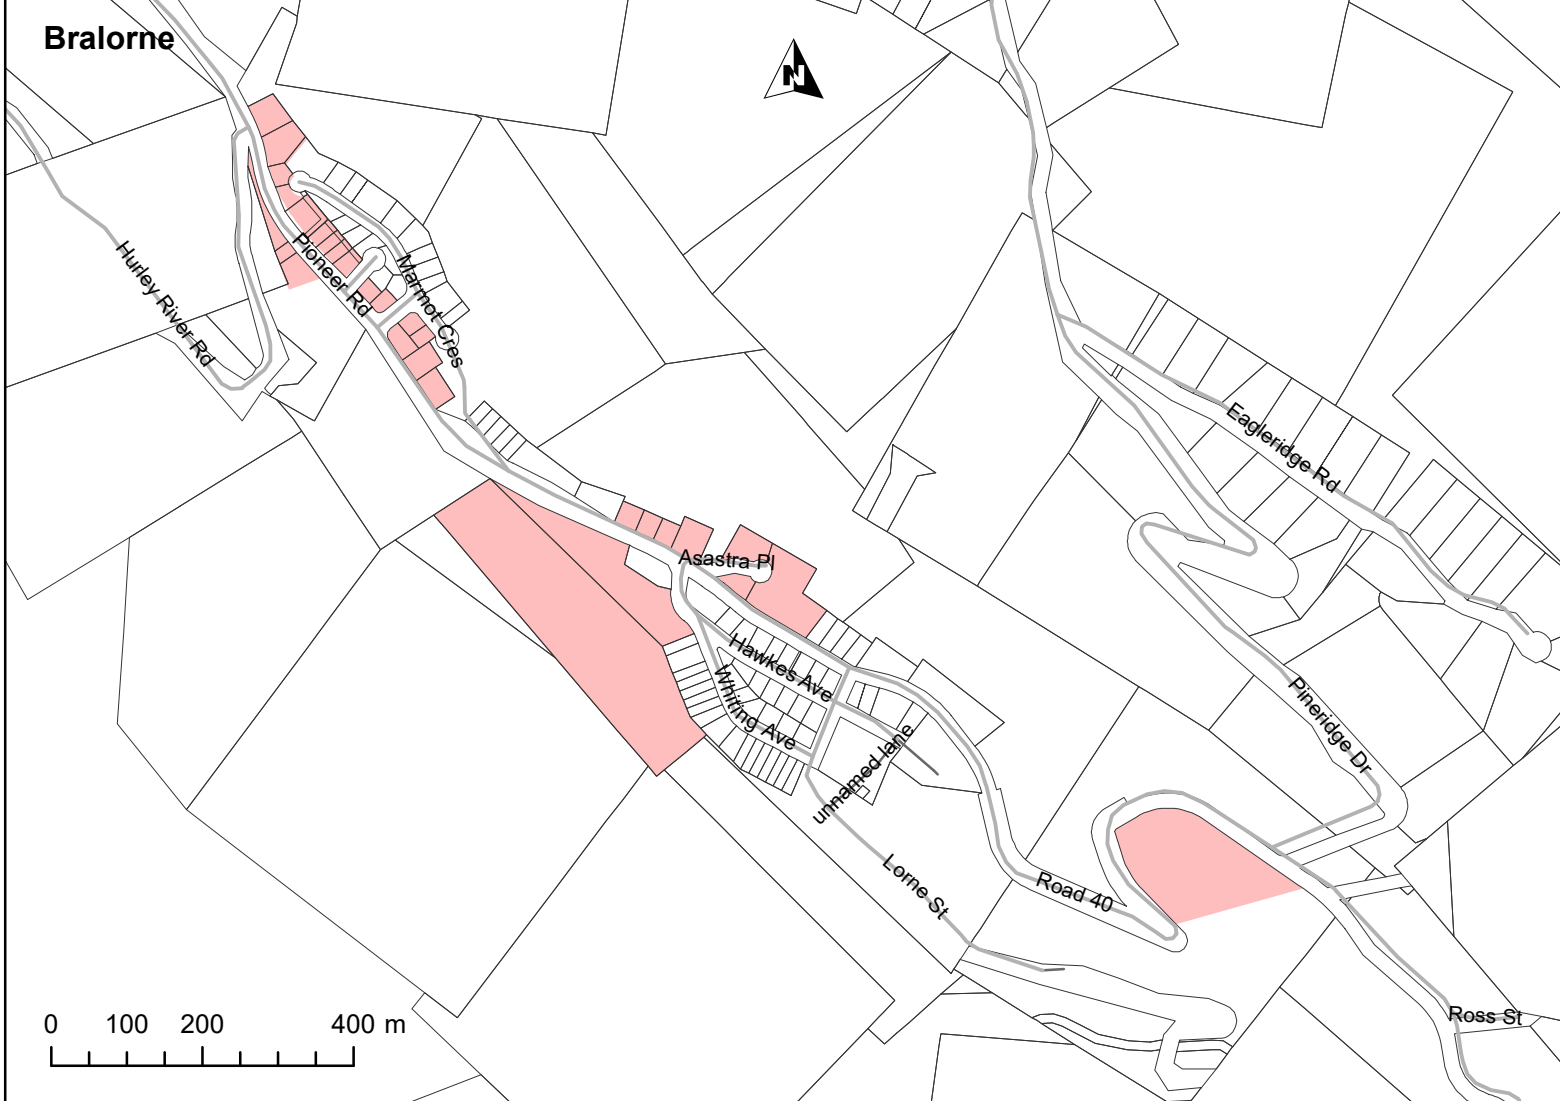 Bralorne
N
Hurley River Rd
Pioneer Rd
Marmot Cres
Eagleridge Rd
Asastra Pl
Hawkes Ave
Whiting Ave
unnamed lane
Pineridge Dr
Lorne St
Road 40
Ross St
0 100 200 400 m